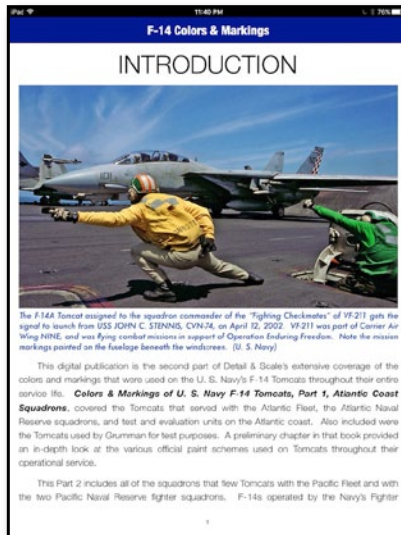 iPad
11:40 PM
76%
F-14 Colors & Markings
INTRODUCTION
101
The F-14A Tomcat assigned to the squadron commander of the "Fighting Checkmates" of VF-211 gets the
signal to launch from USS JOHN C. STENNIS, CVN-74, on April 12, 2002. VF-211 was part of Carrier Air
Wing NINE, and was flying combat missions in support of Operation Enduring Freedom. Note the mission
markings painted on the fuselage beneath the windscreen. (U. S. Navy)
This digital publication is the second part of Detail & Scale's extensive coverage of the
colors and markings that were used on the U. S. Navy's F-14 Tomcats throughout their entire
service life. Colors & Markings of U. S. Navy F-14 Tomcats, Part 1, Atlantic Coast
Squadrons, covered the Tomcats that served with the Atlantic Fleet, the Atlantic Naval
Reserve squadrons, and test and evaluation units on the Atlantic coast. Also included were
the Tomcats used by Grumman for test purposes. A preliminary chapter in that book provided
an in-depth look at the various official paint schemes used on Tomcats throughout their
operational service.
This Part 2 includes all of the squadrons that flew Tomcats with the Pacific Fleet and with
the two Pacific Naval Reserve fighter squadrons. F-14s operated by the Navy's Fighter